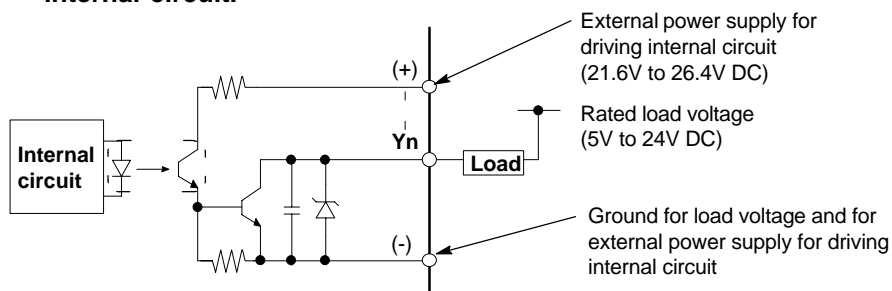 internal circuit.
External power supply for
driving internal circuit
(21.6V to 26.4V DC)
(+)
Rated load voltage
(5V to 24V DC)
Yn
Load
Internal
circuit
(-)
Ground for load voltage and for
external power supply for driving
internal circuit